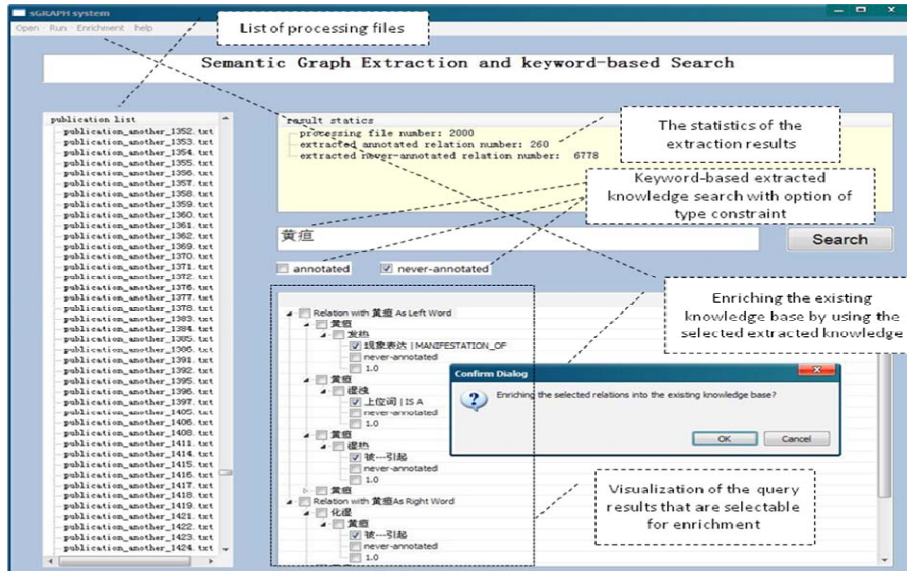 sGRAPH system
Open Run Enrichment help
List of processing files
Semantic Graph Extraction and keyword-based Search
publication list
publication_another_1352.txt
publication_another_1353.txt
publication_another_1354.txt
publication_another_1355.txt
publication_another_1356.txt
publication_another_1357.txt
publication_another_1358.txt
publication_another_1359.txt
publication_another_1360.txt
publication_another_1361.txt
publication_another_1362.txt
publication_another_1369.txt
publication_another_1370.txt
publication_another_1371.txt
publication_another_1372.txt
publication_another_1376.txt
publication_another_1377.txt
publication_another_1378.txt
publication_another_1383.txt
publication_another_1384.txt
publication_another_1385.txt
publication_another_1386.txt
publication_another_1391.txt
publication_another_1392.txt
publication_another_1395.txt
publication_another_1396.txt
publication_another_1397.txt
publication_another_1405.txt
publication_another_1406.txt
publication_another_1408.txt
publication_another_1411.txt
publication_another_1414.txt
publication_another_1415.txt
publication_another_1416.txt
publication_another_1417.txt
publication_another_1418.txt
publication_another_1419.txt
publication_another_1421.txt
publication_another_1422.txt
publication_another_1423.txt
publication_another_1424.txt
result statics
processing file number: 2000
extracted annotated relation number: 260
extracted never-annotated relation number: 6778
The statistics of the
extraction results
Keyword-based extracted
knowledge search with option of
type constraint
黄疸
Search
annotated
never-annotated
Enriching the existing
knowledge base by using the
selected extracted knowledge
Relation with 黄疸 As Left Word
黄疸
发热
现象表达 | MANIFESTATION_OF
never-annotated
1.0
黄疸
湿浊
上位词 | IS A
never-annotated
1.0
黄疸
湿热
被---引起
never-annotated
1.0
黄疸
Relation with 黄疸As Right Word
化湿
黄疸
被---引起
never-annotated
1.0
Confirm Dialog
Enriching the selected relations into the existing knowledge base?
OK
Cancel
Visualization of the query
results that are selectable
for enrichment